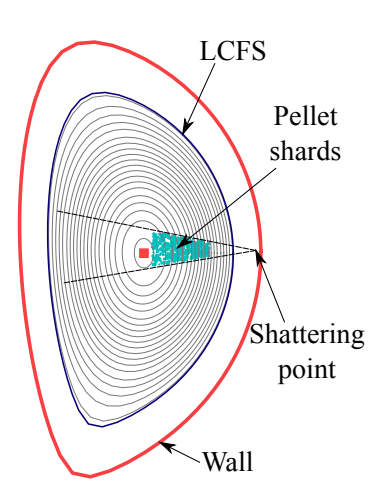 LCFS
Pellet
shards
Shattering
point
Wall